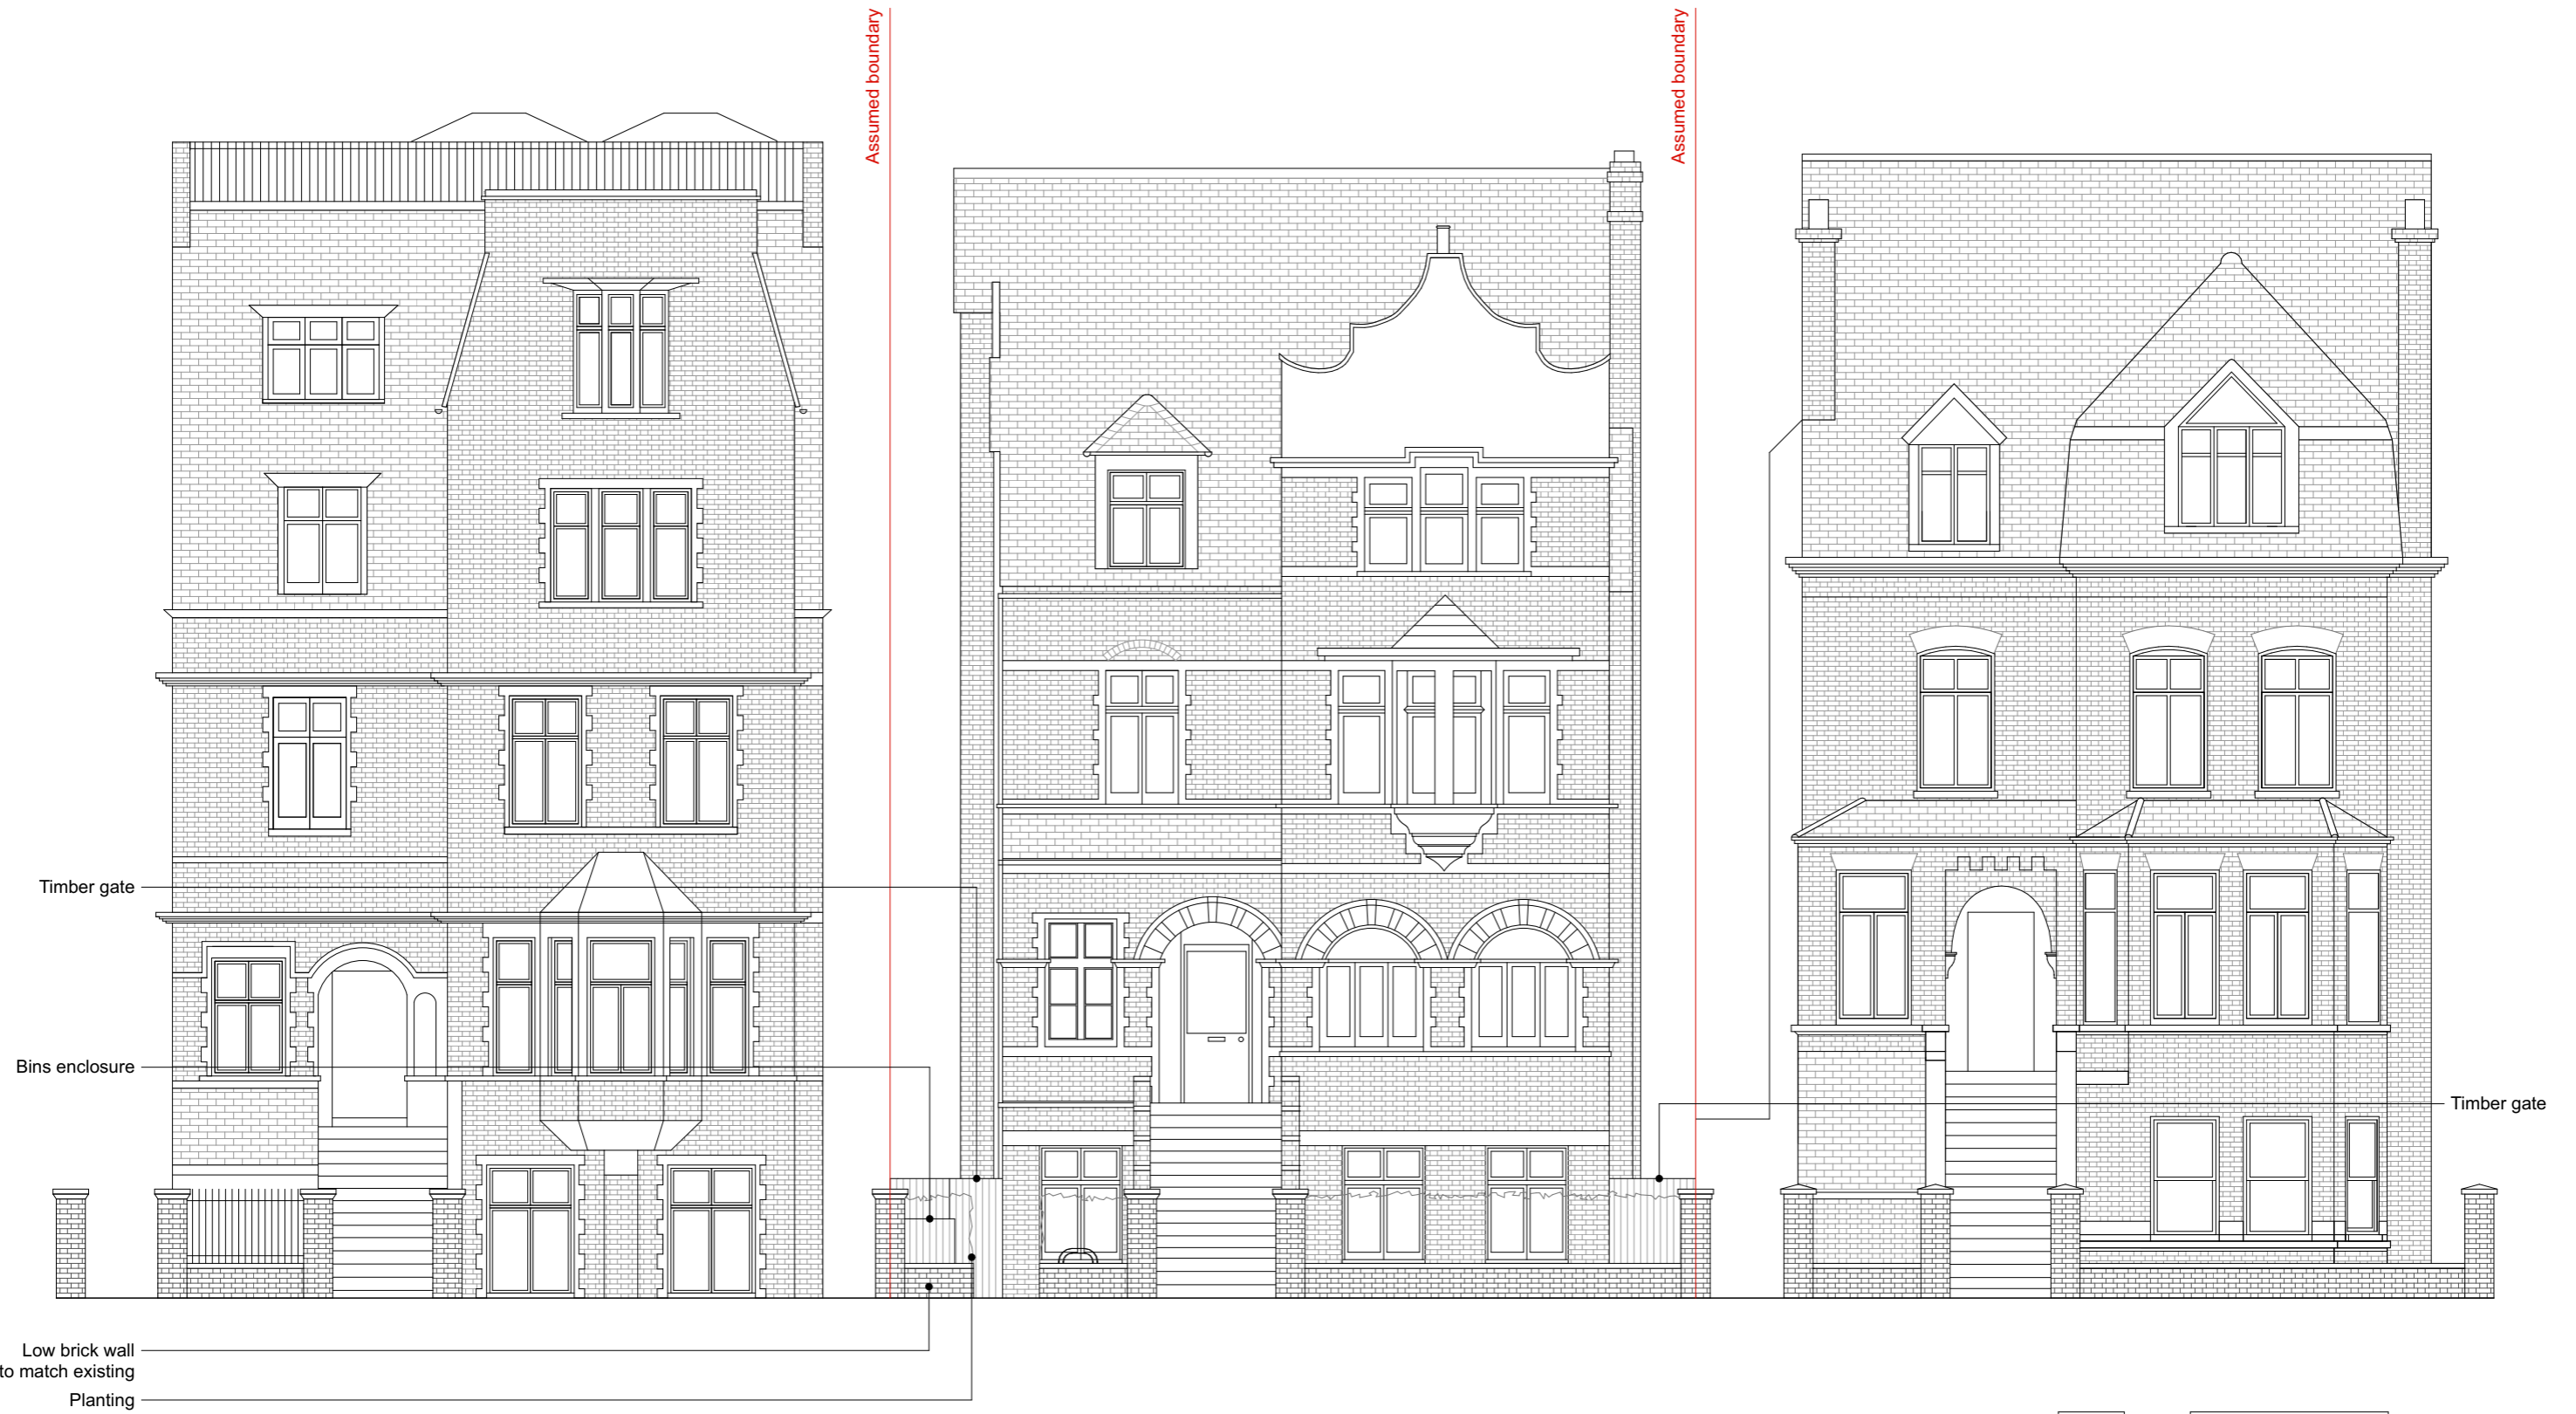 Assumed boundary
Assumed boundary
Timber gate
Bins enclosure
Timber gate
Low brick wall
to match existing
Planting